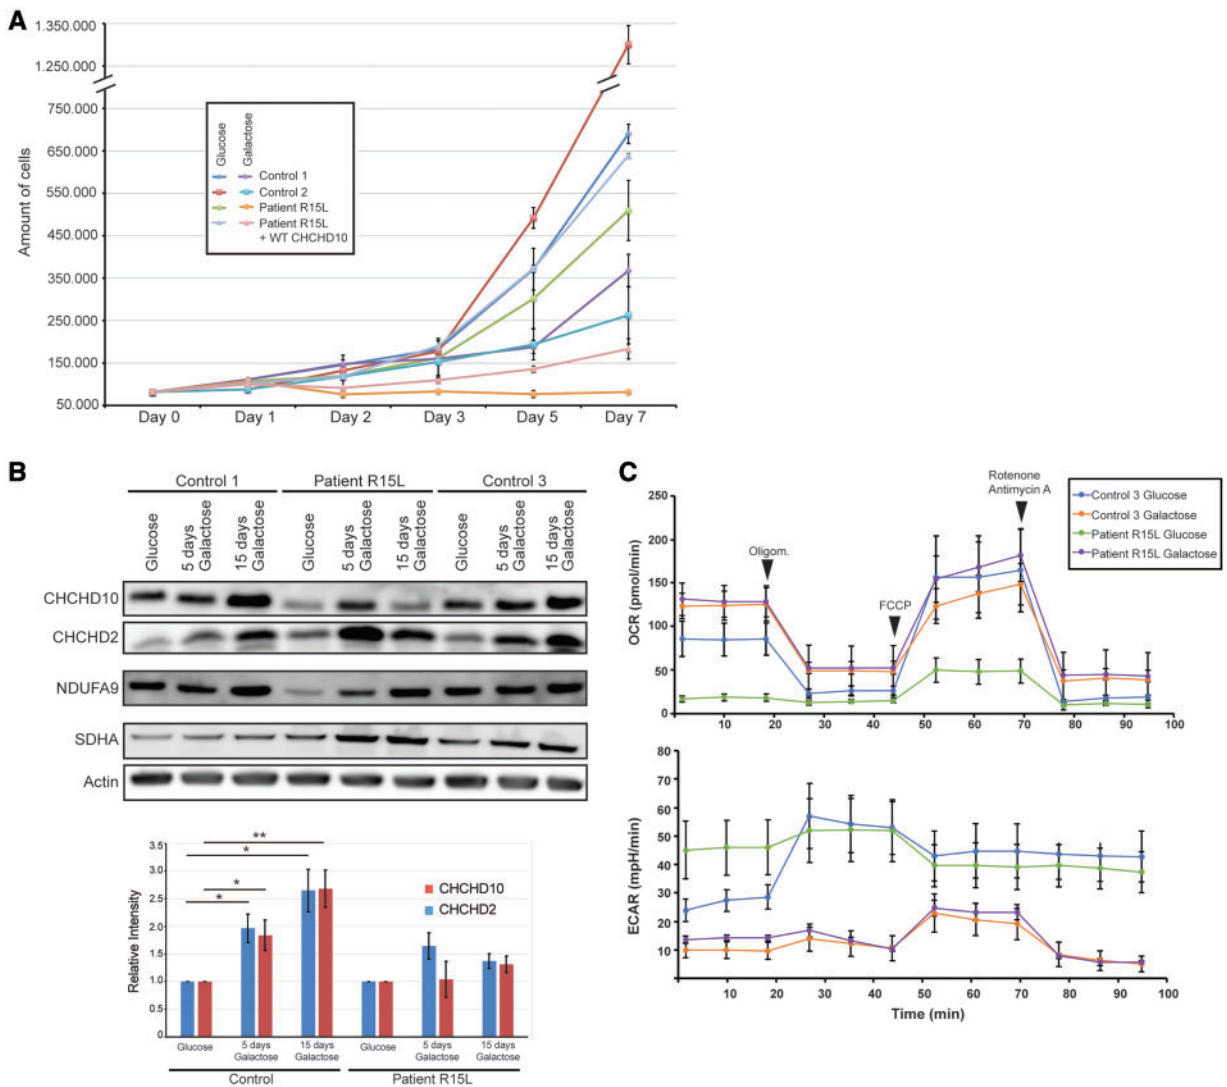 A
1.350.000
1.250.000
750.000
650.000
550.000
450.000
350.000
250.000
150.000
50.000
Amount of cells
Glucose
Galactose
Control 1
Control 2
Patient R15L
Patient R15L
+ WT CHCHD10
Day 0
Day 1
Day 2
Day 3
Day 5
Day 7
B
Control 1
Patient R15L
Control 3
Glucose
5 days
Galactose
15 days
Galactose
Glucose
5 days
Galactose
15 days
Galactose
Glucose
5 days
Galactose
15 days
Galactose
CHCHD10
CHCHD2
NDUFA9
SDHA
Actin
Relative Intensity
3.5
3.0
2.5
2.0
1.5
1.0
0.5
0
*
*
*
**
CHCHD10
CHCHD2
Glucose
5 days
Galactose
15 days
Galactose
Glucose
5 days
Galactose
15 days
Galactose
Control
Patient R15L
C
Rotenone
Antimycin A
Oligom.
FCCP
Control 3 Glucose
Control 3 Galactose
Patient R15L Glucose
Patient R15L Galactose
OCR (pmol/min)
250
200
150
100
50
0
10
20
30
40
50
60
70
80
90
100
ECAR (mpH/min)
80
70
60
50
40
30
20
10
10
20
30
40
50
60
70
80
90
100
Time (min)